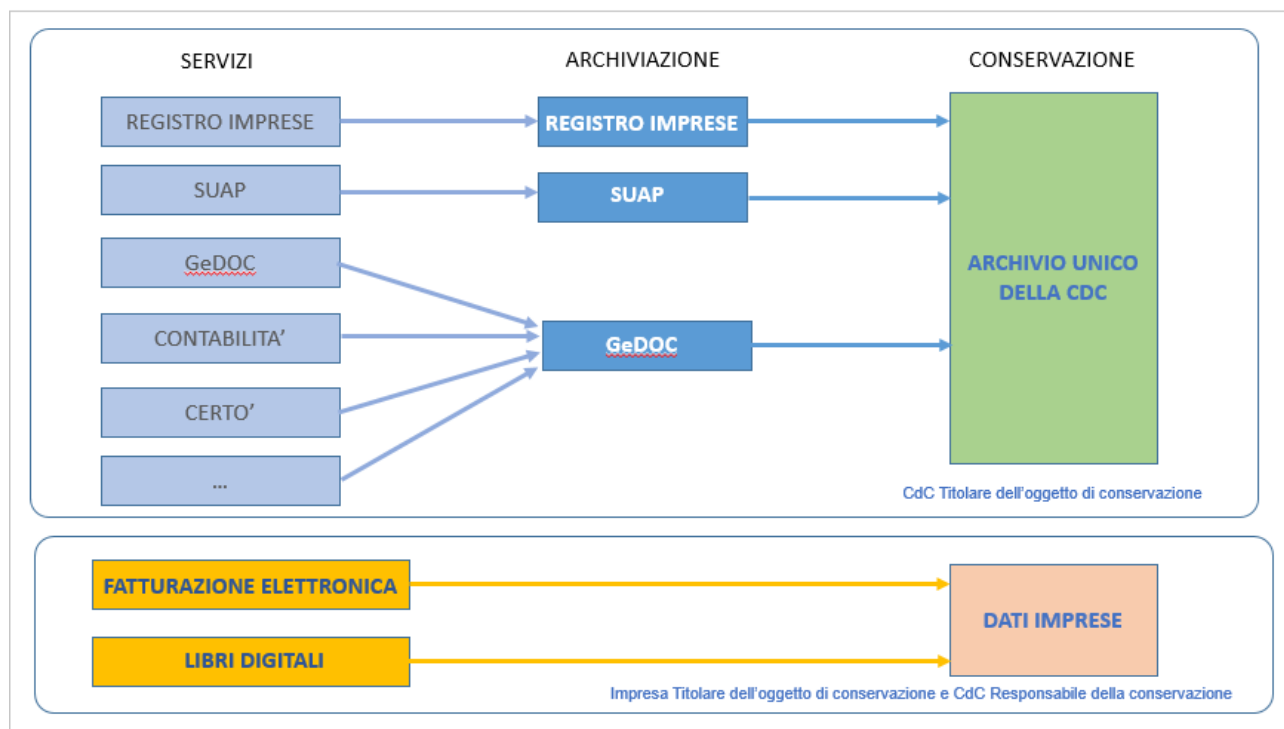 SERVIZI
ARCHIVIAZIONE
CONSERVAZIONE
REGISTRO IMPRESE
REGISTRO IMPRESE
SUAP
SUAP
GeDOC
ARCHIVIO UNICO
DELLA CDC
CONTABILITA’
GeDOC
CERTO’
...
CdC Titolare dell’oggetto di conservazione
FATTURAZIONE ELETTRONICA
DATI IMPRESE
LIBRI DIGITALI
Impresa Titolare dell’oggetto di conservazione e CdC Responsabile della conservazione